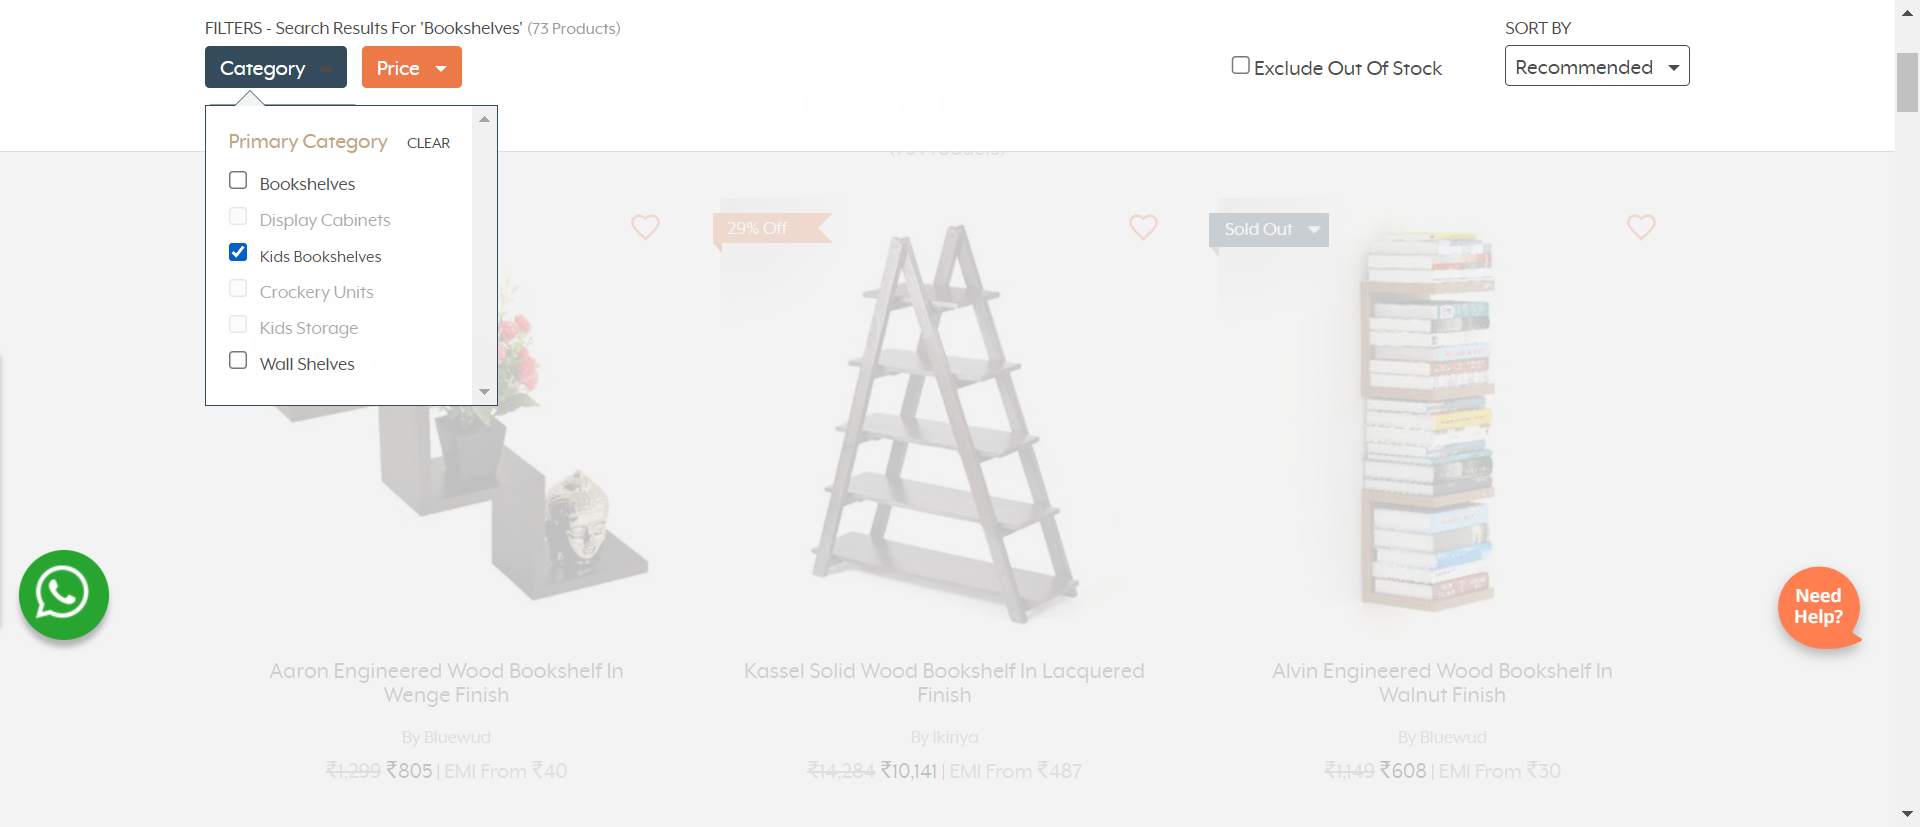 FILTERS - Search Results For 'Bookshelves' (73 Products)
SORT BY
Category
Price
Exclude Out Of Stock
Recommended
Primary Category
CLEAR
Bookshelves
Display Cabinets
Kids Bookshelves
Crockery Units
Kids Storage
Wall Shelves
29% Off
Sold Out
Need
Help?
Aaron Engineered Wood Bookshelf In
Wenge Finish
By Bluewud
₹1,299 ₹805 | EMI From ₹40
Kassel Solid Wood Bookshelf In Lacquered
Finish
By Ikiriya
₹14,284 ₹10,141 | EMI From ₹487
Alvin Engineered Wood Bookshelf In
Walnut Finish
By Bluewud
₹1,149 ₹608 | EMI From ₹30